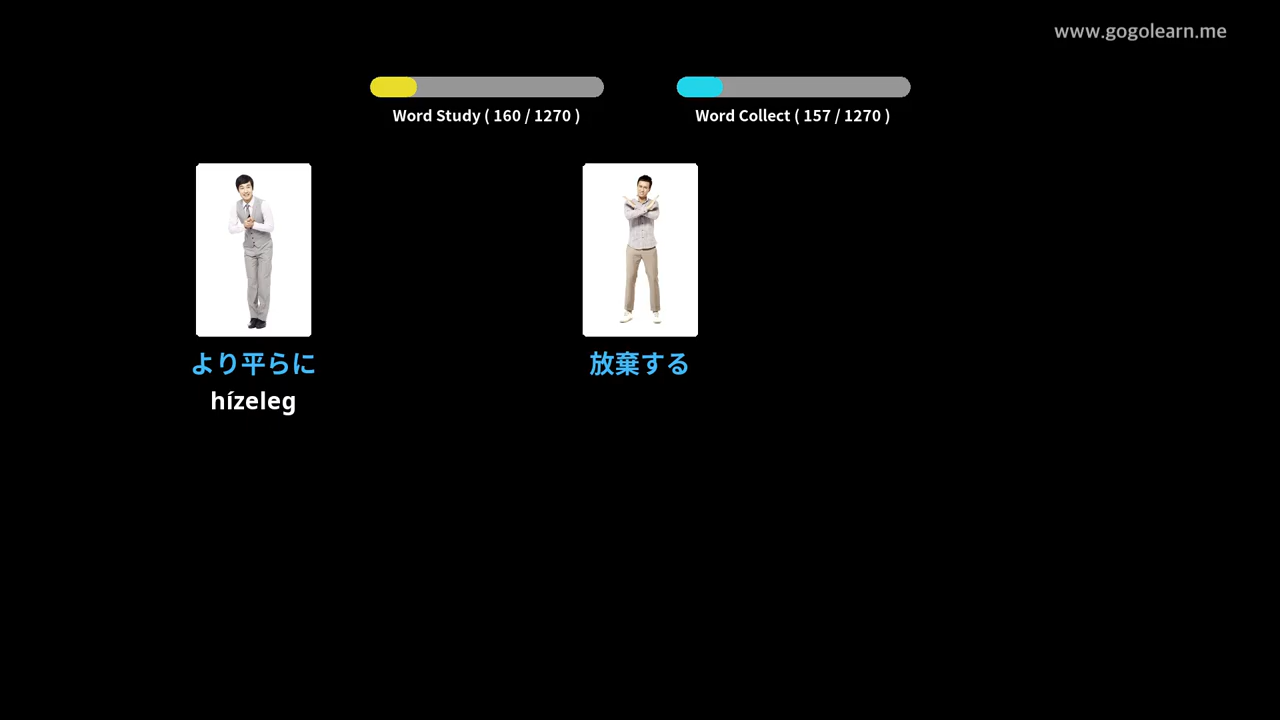 www.gogolearn.me
Word Study ( 160 / 1270 )
Word Collect ( 157 / 1270 )
より平らに
放棄する
hízeleg